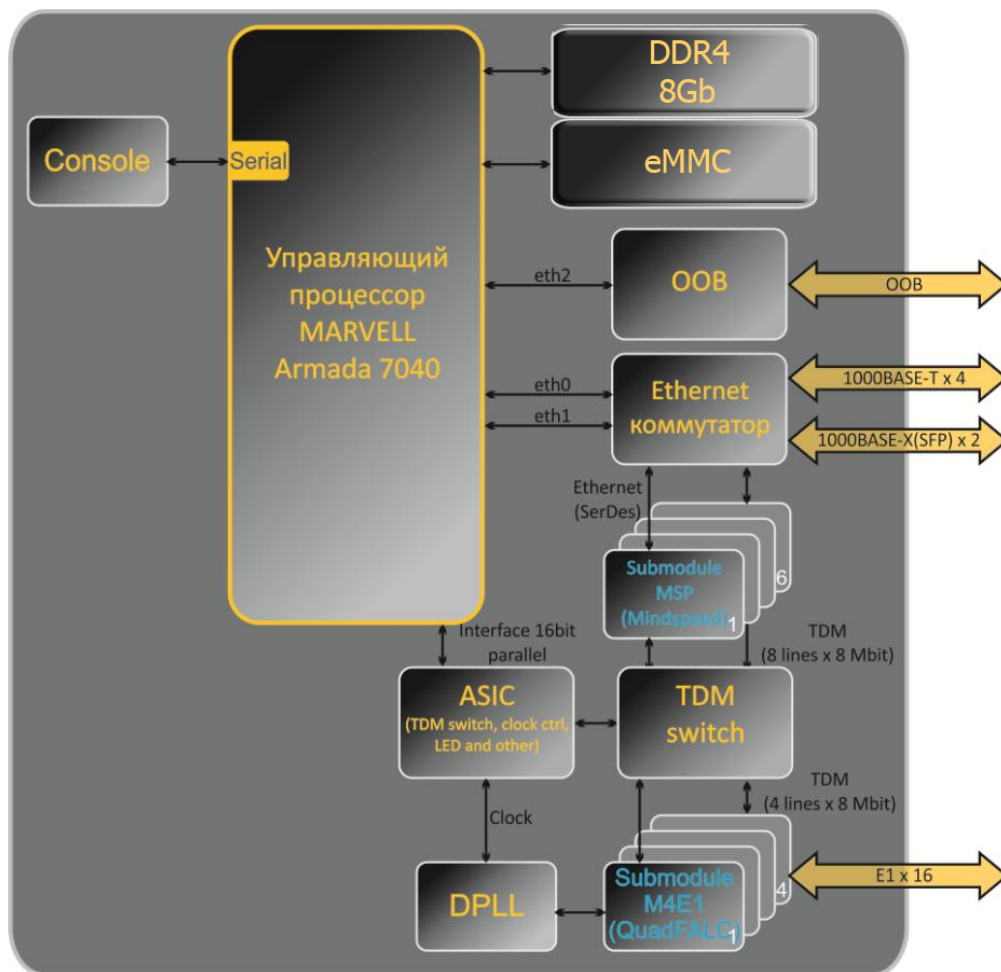 DDR4
8Gb
Console
Serial
eMMC
Управляющий
процессор
MARVELL
Armada 7040
eth2
OOB
OOB
eth0
eth1
Ethernet
коммутатор
1000BASE-T x 4
1000BASE-X(SFP) x 2
Ethernet
(SerDes)
Submodule
MSP
(Mindspeed)
1
6
Interface 16bit
parallel
TDM
(8 lines x 8 Mbit)
ASIC
(TDM switch, clock ctrl,
LED and other)
TDM
switch
TDM
(4 lines x 8 Mbit)
Clock
DPLL
Submodule
M4E1
(QuadFALC)
1
4
E1 x 16